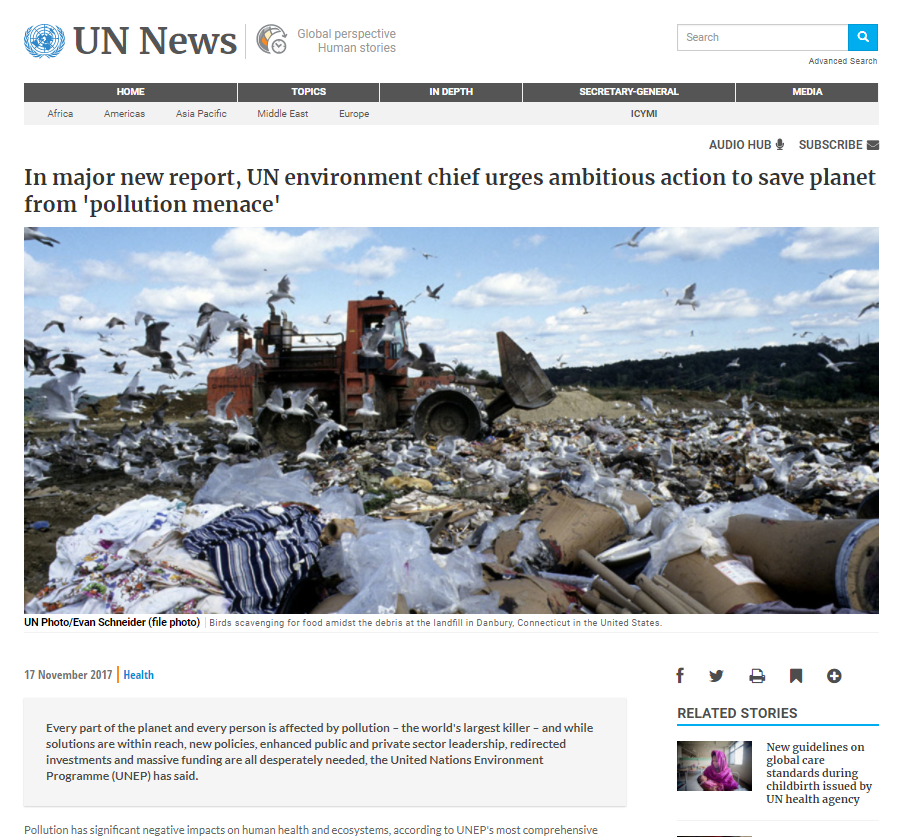 UN News
Global perspective
Human stories
Search
Advanced Search
HOME TOPICS IN DEPTH SECRETARY-GENERAL MEDIA
Africa Americas Asia Pacific Middle East Europe ICYMI
AUDIO HUB SUBSCRIBE
In major new report, UN environment chief urges ambitious action to save planet
from 'pollution menace'
UN Photo/Evan Schneider (file photo) | Birds scavenging for food amidst the debris at the landfill in Danbury, Connecticut in the United States.
17 November 2017 | Health
Every part of the planet and every person is affected by pollution – the world's largest killer – and while
solutions are within reach, new policies, enhanced public and private sector leadership, redirected
investments and massive funding are all desperately needed, the United Nations Environment
Programme (UNEP) has said.
Pollution has significant negative impacts on human health and ecosystems, according to UNEP's most comprehensive
RELATED STORIES
New guidelines on
global care
standards during
childbirth issued by
UN health agency